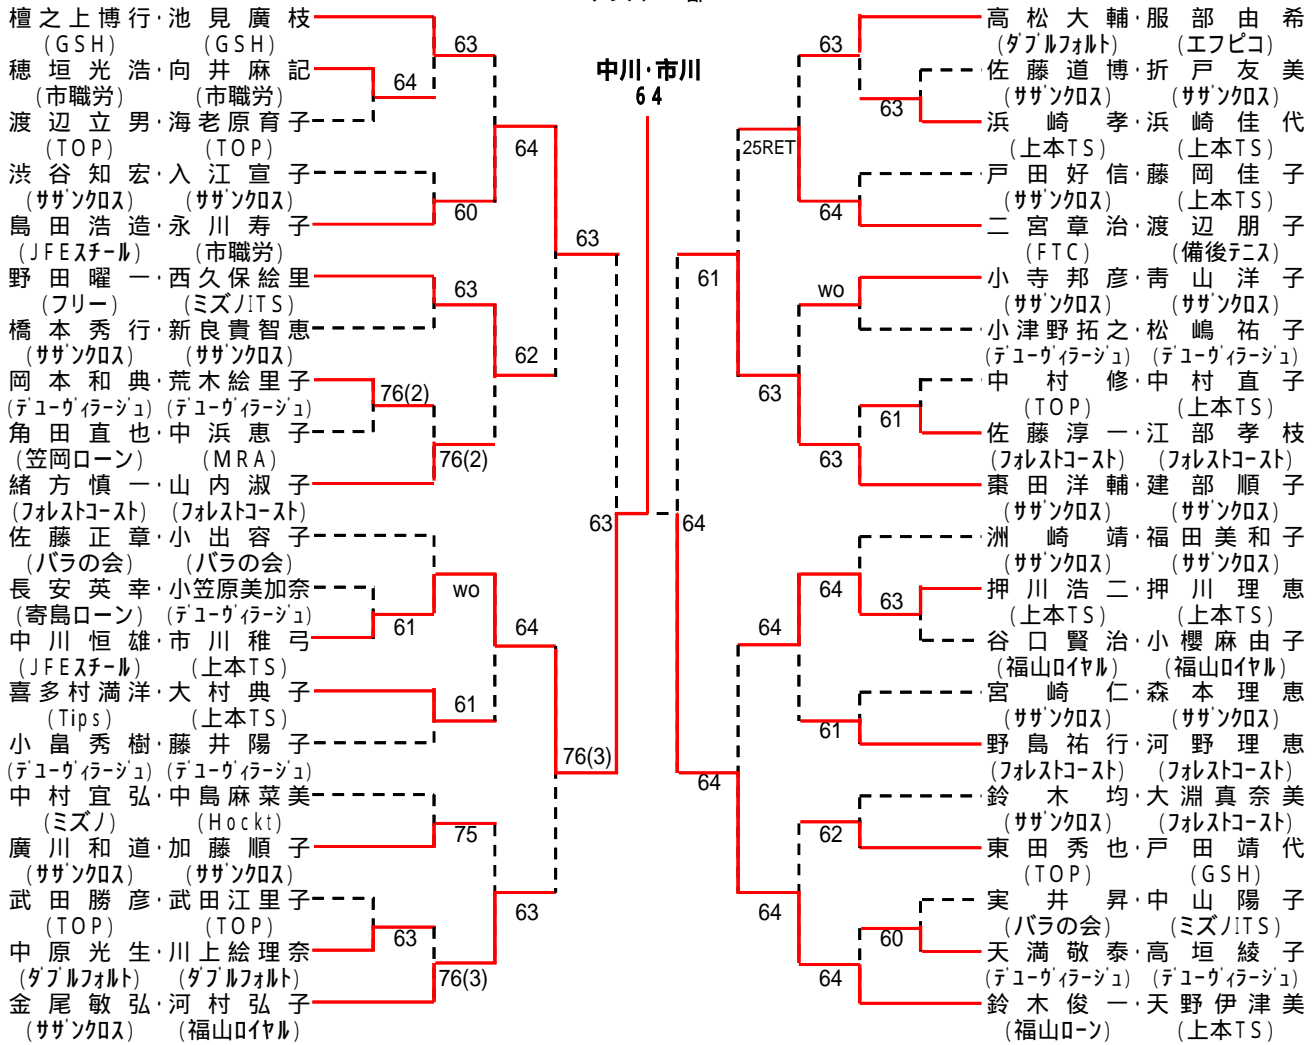 中川・市川
6 4
檀之上博行・池見廣枝
(GSH) (GSH)
穂垣光浩・向井麻記
(市職労) (市職労)
渡辺立男・海老原育子
(TOP) (TOP)
渋谷知宏・入江宣子
(ｻｻﾞﾝｸﾛｽ) (ｻｻﾞﾝｸﾛｽ)
島田浩造・永川寿子
(JFEｽﾁｰﾙ) (市職労)
野田曜一・西久保絵里
(フリー) (ミズノITS)
橋本秀行・新良貴智恵
(ｻｻﾞﾝｸﾛｽ) (ｻｻﾞﾝｸﾛｽ)
岡本和典・荒木絵里子
(ﾃﾞﾕｰｳﾞｨﾗｰｼﾞｭ) (ﾃﾞﾕｰｳﾞｨﾗｰｼﾞｭ)
角田直也・中浜恵子
(笠岡ローン) (MRA)
緒方慎一・山内淑子
(ﾌｫﾚｽﾄｺｰｽﾄ) (ﾌｫﾚｽﾄｺｰｽﾄ)
佐藤正章・小出容子
(バラの会) (バラの会)
長安英幸・小笠原美加奈
(寄島ローン) (ﾃﾞﾕｰｳﾞｨﾗｰｼﾞｭ)
中川恒雄・市川稚弓
(JFEｽﾁｰﾙ) (上本TS)
喜多村満洋・大村典子
(Tips) (上本TS)
小畠秀樹・藤井陽子
(ﾃﾞﾕｰｳﾞｨﾗｰｼﾞｭ) (ﾃﾞﾕｰｳﾞｨﾗｰｼﾞｭ)
中村宜弘・中島麻菜美
(ミズノ) (Hockt)
廣川和道・加藤順子
(ｻｻﾞﾝｸﾛｽ) (ｻｻﾞﾝｸﾛｽ)
武田勝彦・武田江里子
(TOP) (TOP)
中原光生・川上絵理奈
(ﾀﾞﾌﾞﾙﾌｫﾙﾄ) (ﾀﾞﾌﾞﾙﾌｫﾙﾄ)
金尾敏弘・河村弘子
(ｻｻﾞﾝｸﾛｽ) (福山ﾛｲﾔﾙ)
63
64
64
60
63
63
62
76(2)
76(2)
63
wo
61
64
61
76(3)
75
63
63
76(3)
高松大輔・服部由希
(ﾀﾞﾌﾞﾙﾌｫﾙﾄ) (エフピコ)
佐藤道博・折戸友美
(ｻｻﾞﾝｸﾛｽ) (ｻｻﾞﾝｸﾛｽ)
浜崎孝・浜崎佳代
(上本TS) (上本TS)
戸田好信・藤岡佳子
(ｻｻﾞﾝｸﾛｽ) (上本TS)
二宮章治・渡辺朋子
(FTC) (備後ﾃﾆｽ)
小寺邦彦・青山洋子
(ｻｻﾞﾝｸﾛｽ) (ｻｻﾞﾝｸﾛｽ)
小津野拓之・松嶋祐子
(ﾃﾞﾕｰｳﾞｨﾗｰｼﾞｭ) (ﾃﾞﾕｰｳﾞｨﾗｰｼﾞｭ)
中村修・中村直子
(TOP) (上本TS)
佐藤淳一・江部孝枝
(ﾌｫﾚｽﾄｺｰｽﾄ) (ﾌｫﾚｽﾄｺｰｽﾄ)
棗田洋輔・建部順子
(ｻｻﾞﾝｸﾛｽ) (ｻｻﾞﾝｸﾛｽ)
洲崎靖・福田美和子
(ｻｻﾞﾝｸﾛｽ) (ｻｻﾞﾝｸﾛｽ)
押川浩二・押川理恵
(上本TS) (上本TS)
谷口賢治・小櫻麻由子
(福山ﾛｲﾔﾙ) (福山ﾛｲﾔﾙ)
宮崎仁・森本理恵
(ｻｻﾞﾝｸﾛｽ) (ｻｻﾞﾝｸﾛｽ)
野島祐行・河野理恵
(ﾌｫﾚｽﾄｺｰｽﾄ) (ﾌｫﾚｽﾄｺｰｽﾄ)
鈴木均・大淵真奈美
(ｻｻﾞﾝｸﾛｽ) (ﾌｫﾚｽﾄｺｰｽﾄ)
東田秀也・戸田靖代
(TOP) (GSH)
実井昇・中山陽子
(バラの会) (ミズノITS)
天満敬泰・高垣綾子
(ﾃﾞﾕｰｳﾞｨﾗｰｼﾞｭ) (ﾃﾞﾕｰｳﾞｨﾗｰｼﾞｭ)
鈴木俊一・天野伊津美
(福山ローン) (上本TS)
63
63
25RET
64
61
wo
63
61
63
64
64
63
64
61
64
62
64
60
64